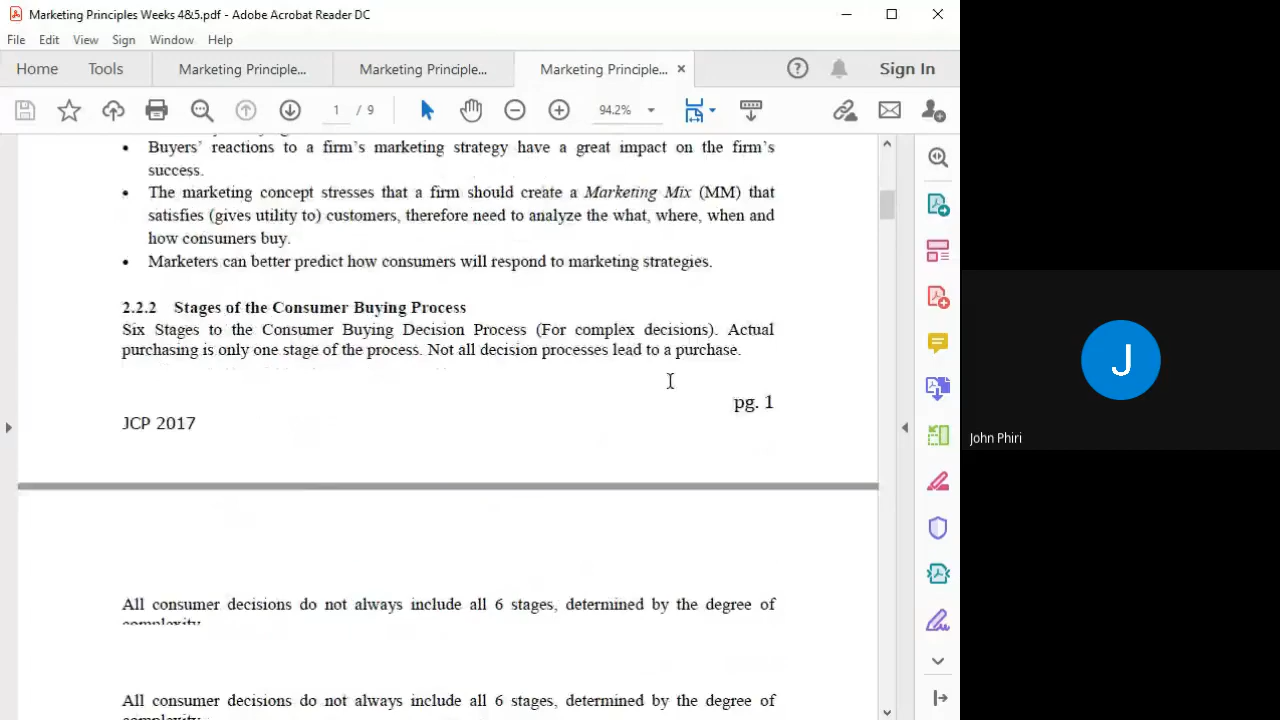 Marketing Principles Weeks 4&5.pdf - Adobe Acrobat Reader DC
File Edit View Sign Window Help
Home Tools Marketing Principle... Marketing Principle... Marketing Principle... × Sign In
1 / 9 94.2%
• Buyers' reactions to a firm's marketing strategy have a great impact on the firm's
success.
• The marketing concept stresses that a firm should create a Marketing Mix (MM) that
satisfies (gives utility to) customers, therefore need to analyze the what, where, when and
how consumers buy.
• Marketers can better predict how consumers will respond to marketing strategies.
2.2.2 Stages of the Consumer Buying Process
Six Stages to the Consumer Buying Decision Process (For complex decisions). Actual
purchasing is only one stage of the process. Not all decision processes lead to a purchase.
pg. 1
JCP 2017
All consumer decisions do not always include all 6 stages, determined by the degree of
complexity.
All consumer decisions do not always include all 6 stages, determined by the degree of
J
John Phiri